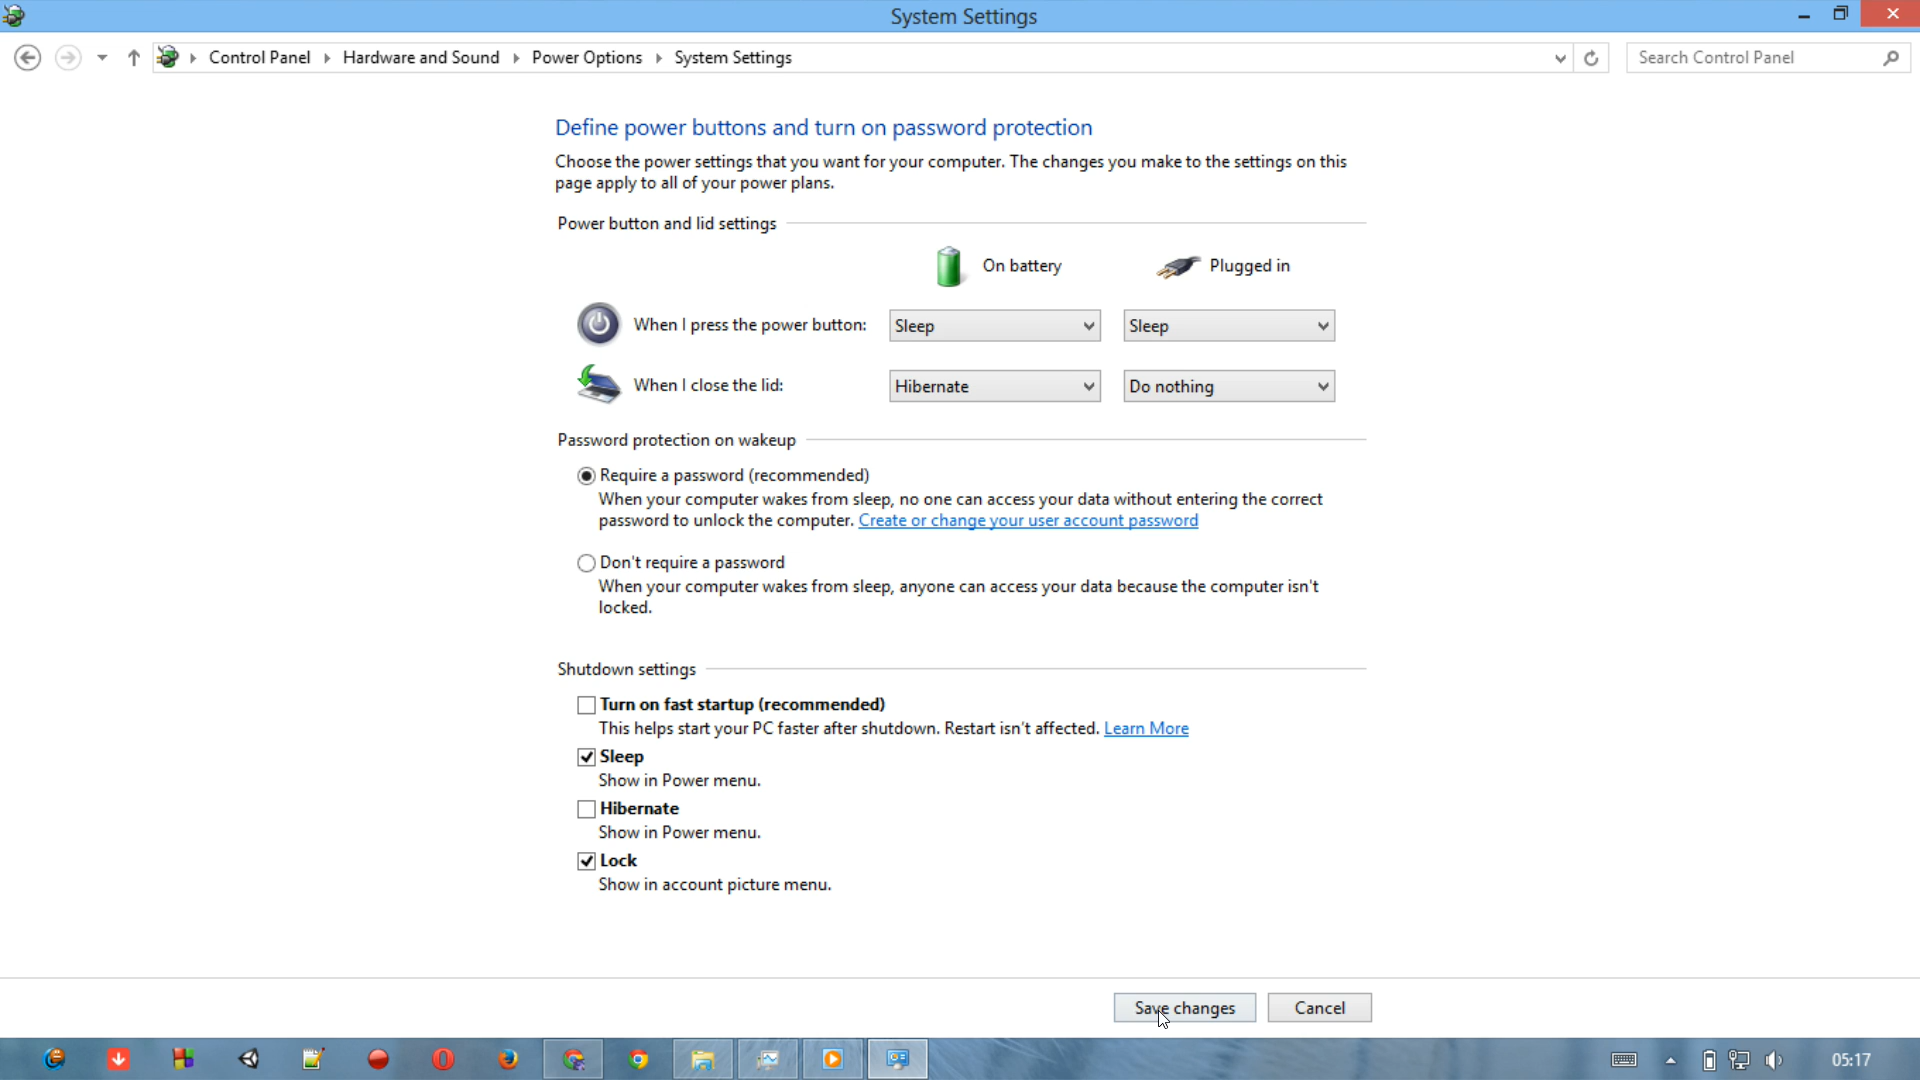 System Settings
Control Panel
Hardware and Sound
Power Options
System Settings
Search Control Panel
Define power buttons and turn on password protection
Choose the power settings that you want for your computer. The changes you make to the settings on this
page apply to all of your power plans.
Power button and lid settings
On battery
Plugged in
When I press the power button:
Sleep
Sleep
When I close the lid:
Hibernate
Do nothing
Password protection on wakeup
Require a password (recommended)
When your computer wakes from sleep, no one can access your data without entering the correct
password to unlock the computer. Create or change your user account password
Don't require a password
When your computer wakes from sleep, anyone can access your data because the computer isn't
locked.
Shutdown settings
Turn on fast startup (recommended)
This helps start your PC faster after shutdown. Restart isn't affected. Learn More
Sleep
Show in Power menu.
Hibernate
Show in Power menu.
Lock
Show in account picture menu.
Save changes
Cancel
05:17